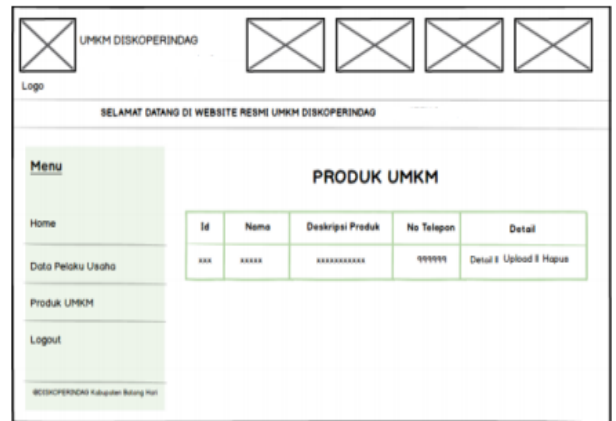 UMKM DISKOPERINDAG
Logo
SELAMAT DATANG DI WEBSITE RESMI UMKM DISKOPERINDAG
Menu
PRODUK UMKM
Home
Id Nama Deskripsi Produk No Telepon Detail
xxx xxxxx xxxxxxxxxxx 999999 Detail || Upload || Hapus
Data Pelaku Usaha
Produk UMKM
Logout
@DISKOPERINDAG Kabupaten Batang Hari